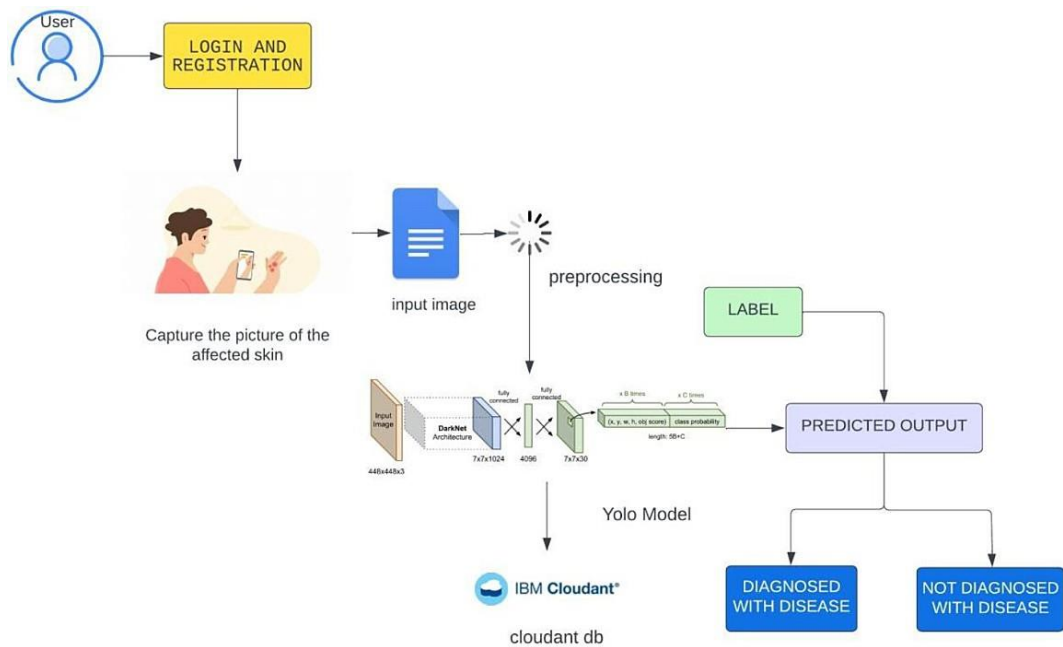 User
LOGIN AND
REGISTRATION
Capture the picture of the
affected skin
input image
preprocessing
LABEL
PREDICTED OUTPUT
Input
Image
448x448x3
DarkNet
Architecture
7x7x1024
fully
connected
4096
fully
connected
7x7x30
x B times
x C times
(x, y, w, h, obj score)
class probability
length: 5B+C
Yolo Model
IBM Cloudant®
cloudant db
DIAGNOSED
WITH DISEASE
NOT DIAGNOSED
WITH DISEASE